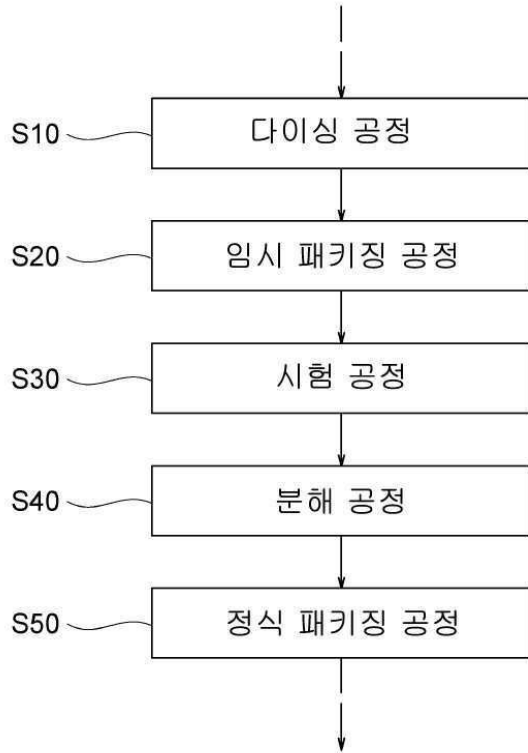 S10 다이싱 공정
S20 임시 패키징 공정
S30 시험 공정
S40 분해 공정
S50 정식 패키징 공정